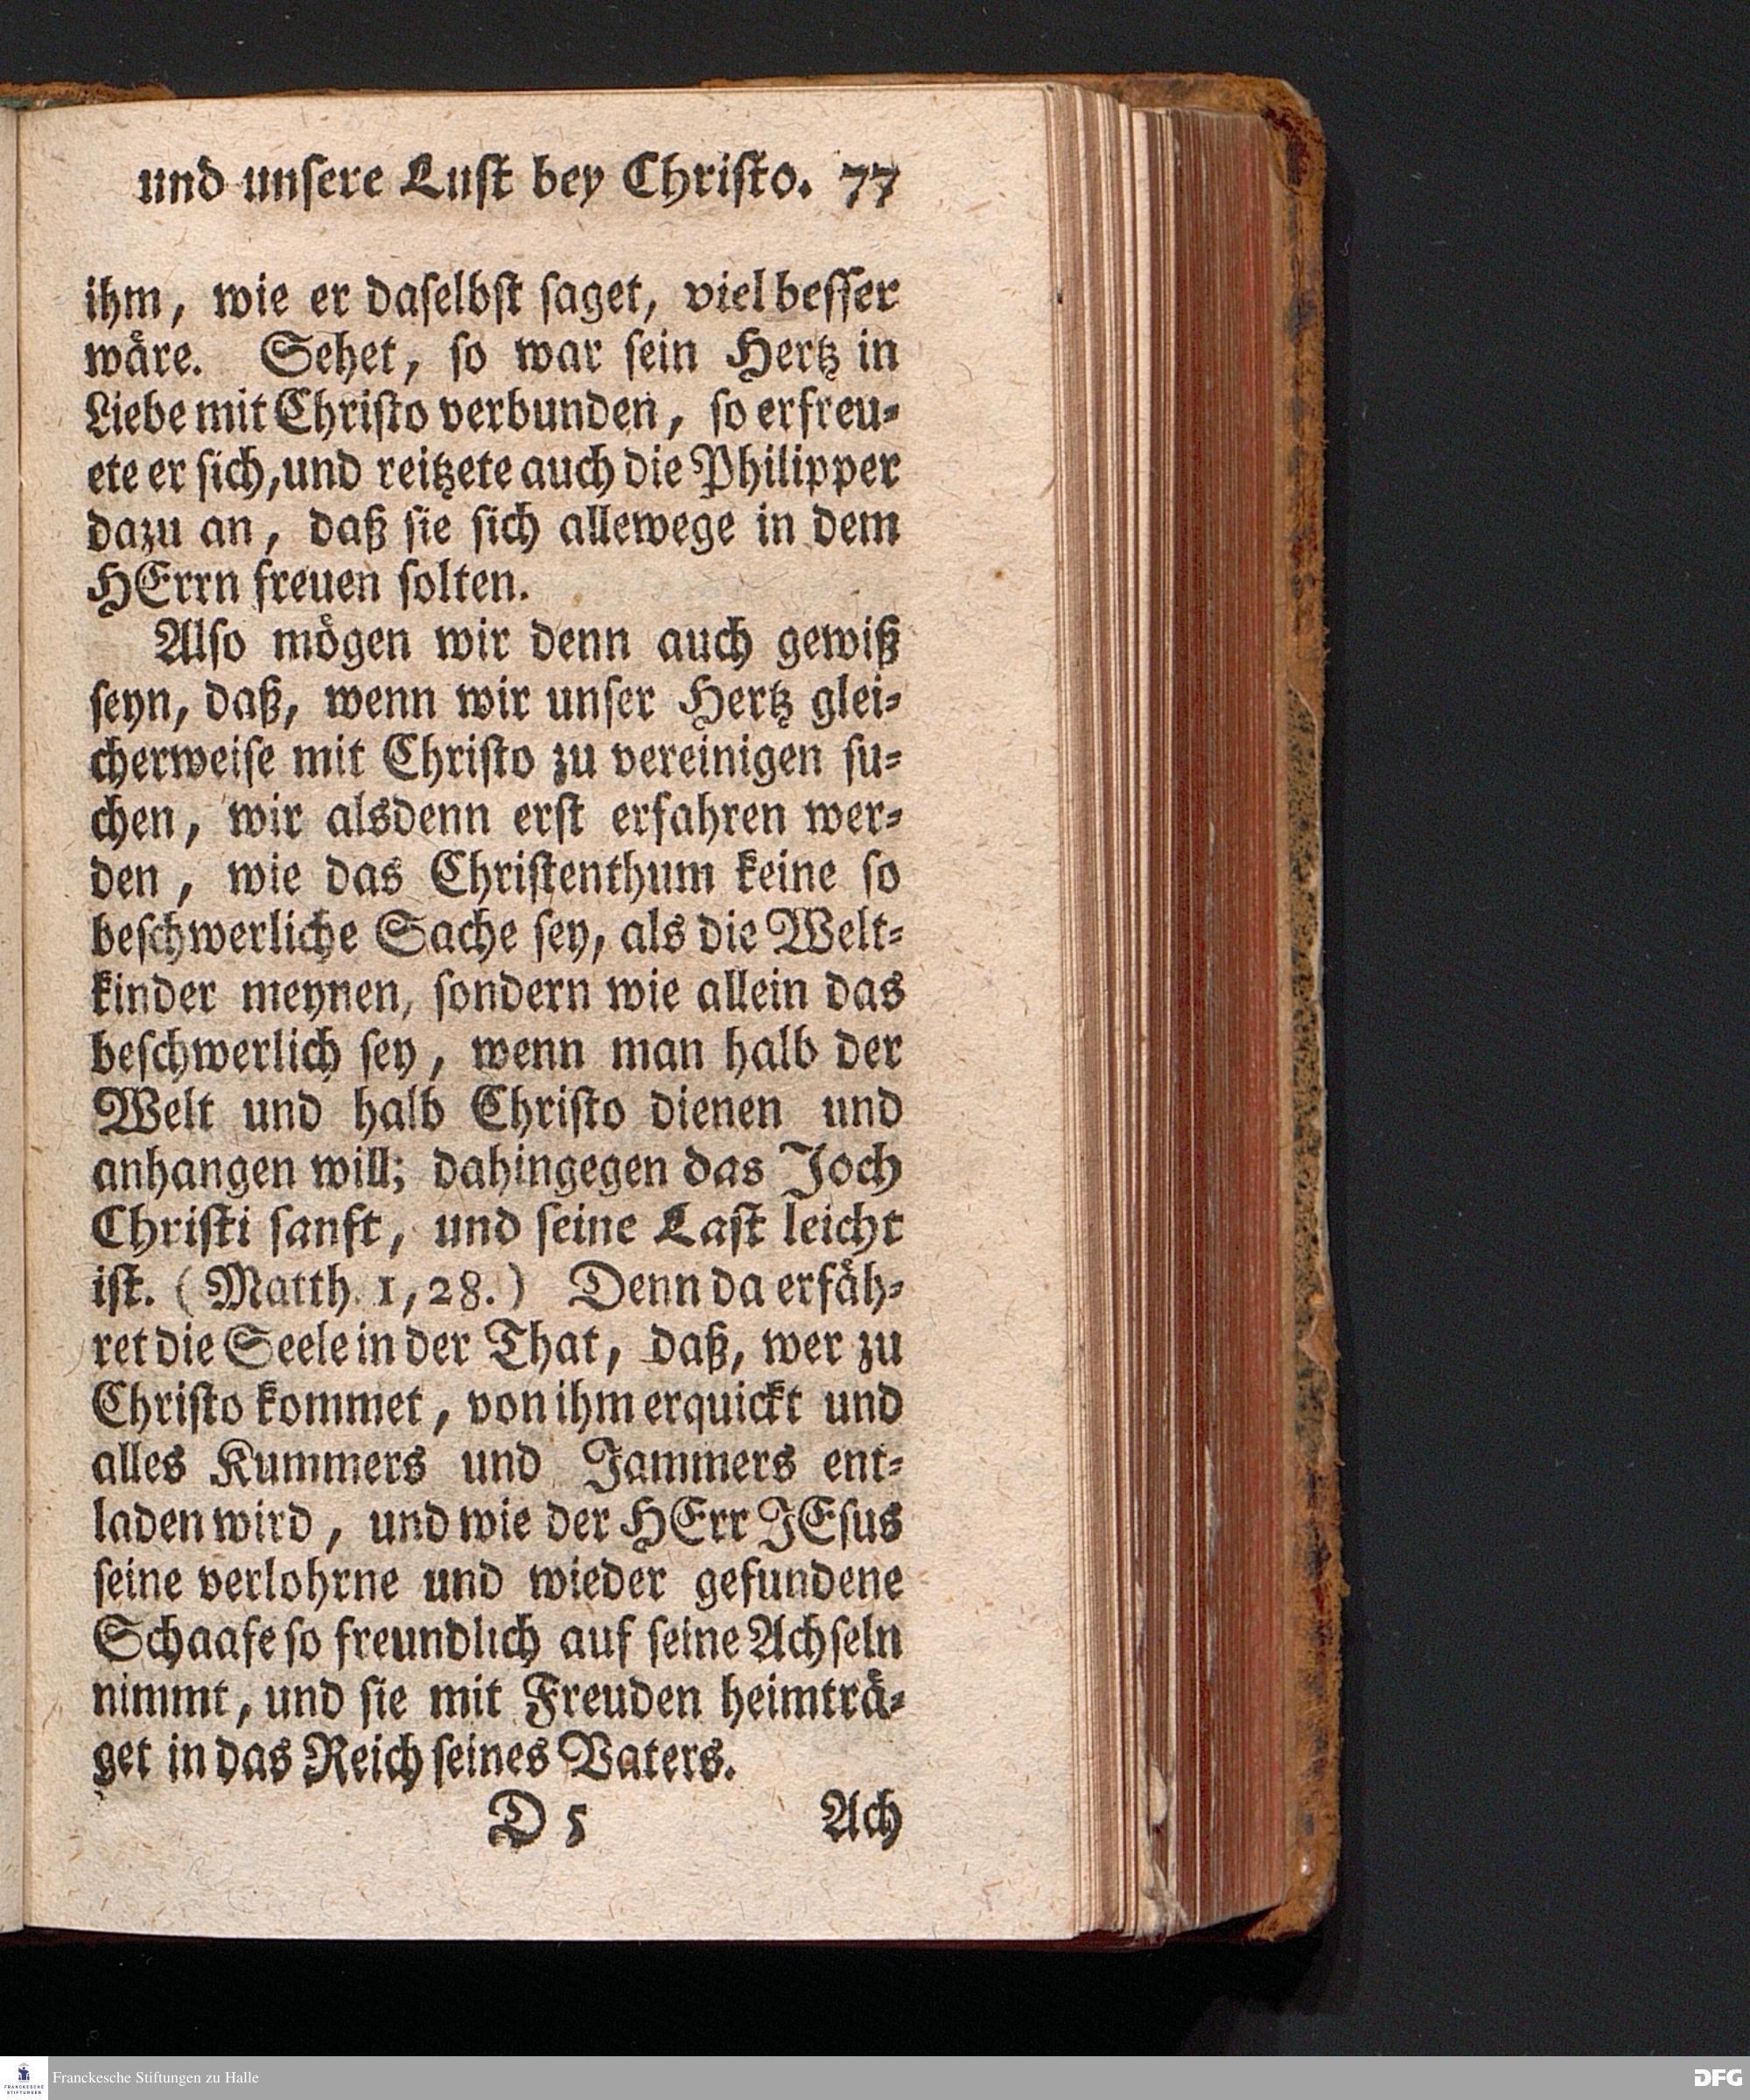 und unſere Luſt bey Chriſto. 77
ihm, wie er daſelbſt ſaget, viel beſſer
wåre. Sehet, ſo war ſein Hertz in
Liebe mit Chriſto verbunden, ſo erfreu⸗
ete er ſich, und reitzete auch die Philipper
dazu an, daß ſie ſich allewege in dem
HErrn freuen ſolten.
Alſo moͤgen wir denn auch gewiß
ſeyn, daß, wenn wir unſer Hertz glei⸗
cherweiſe mit Chriſto zu vereinigen ſu⸗
chen, wir alsdenn erſt erfahren wer⸗
den, wie das Chriſtenthum keine ſo
beſchwerliche Sache ſey, als die Welt⸗
kinder meynen, ſondern wie allein das
beſchwerlich ſey, wenn man halb der
Welt und halb Chriſto dienen und
anhangen will; dahingegen das Joch
Chriſti ſanft, und ſeine Laſt leicht
iſt. (Matth. 1, 28.) Denn da erfaͤh⸗
ret die Seele in der That, daß, wer zu
Chriſto kommet, von ihm erquickt und
alles Kummers und Jammers ent⸗
laden wird, und wie der HErr JEſus
ſeine verlohrne und wieder gefundene
Schaafe ſo freundlich auf ſeine Achſeln
nimmt, und ſie mit Freuden heimtraͤ⸗
get in das Reich ſeines Vaters.
D 5 Ach
FRANCKESCHE STIFTUNGEN Franckesche Stiftungen zu Halle DFG